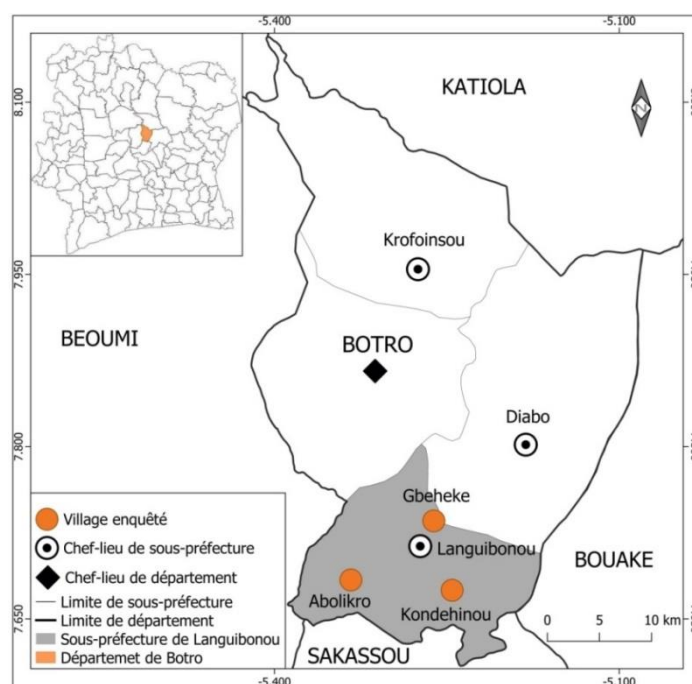 -5.400
-5.100
8.100
KATIOLA
N
Krofoinsou
7.950
BEOUMI
BOTRO
Diabo
7.800
Gbeheke
Village enquêté
Chef-lieu de sous-préfecture
Languibonou
BOUAKE
Chef-lieu de département
Limite de sous-préfecture
Abolikro
Kondehinou
Limite de département
7.650
0 5 10 km
Sous-préfecture de Languibonou
Départemet de Botro
SAKASSOU
-5.400
-5.100